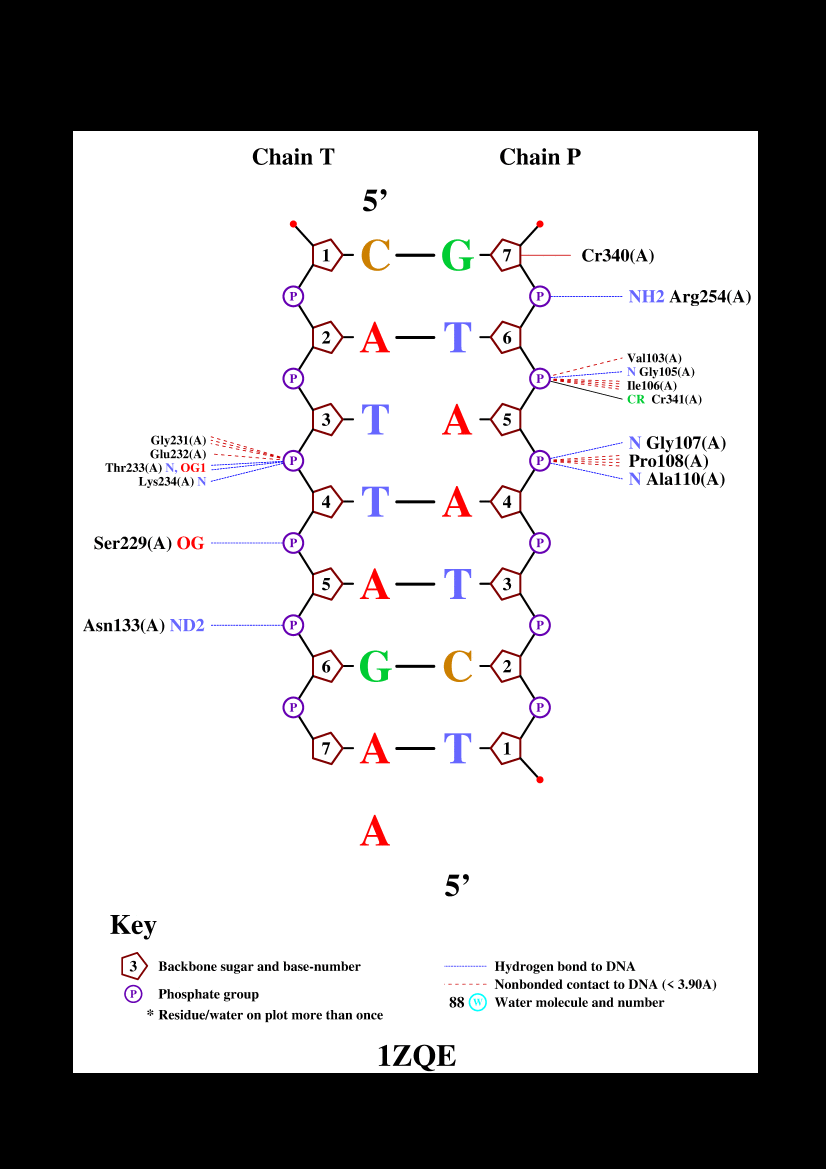 Chain T Chain P
5’
1 C G 7 Cr340(A)
P P NH2 Arg254(A)
2 A T 6
Val103(A)
P P N Gly105(A)
Ile106(A)
CR Cr341(A)
3 T A 5
Gly231(A) N Gly107(A)
Glu232(A) P P Pro108(A)
Thr233(A) N, OG1
Lys234(A) N N Ala110(A)
4 T A 4
Ser229(A) OG P P
5 A T 3
Asn133(A) ND2 P P
6 G C 2
P P
7 A T 1
A
5’
Key
3 Backbone sugar and base-number
P Phosphate group
* Residue/water on plot more than once
Hydrogen bond to DNA
Nonbonded contact to DNA (< 3.90A)
88 W Water molecule and number
1ZQE